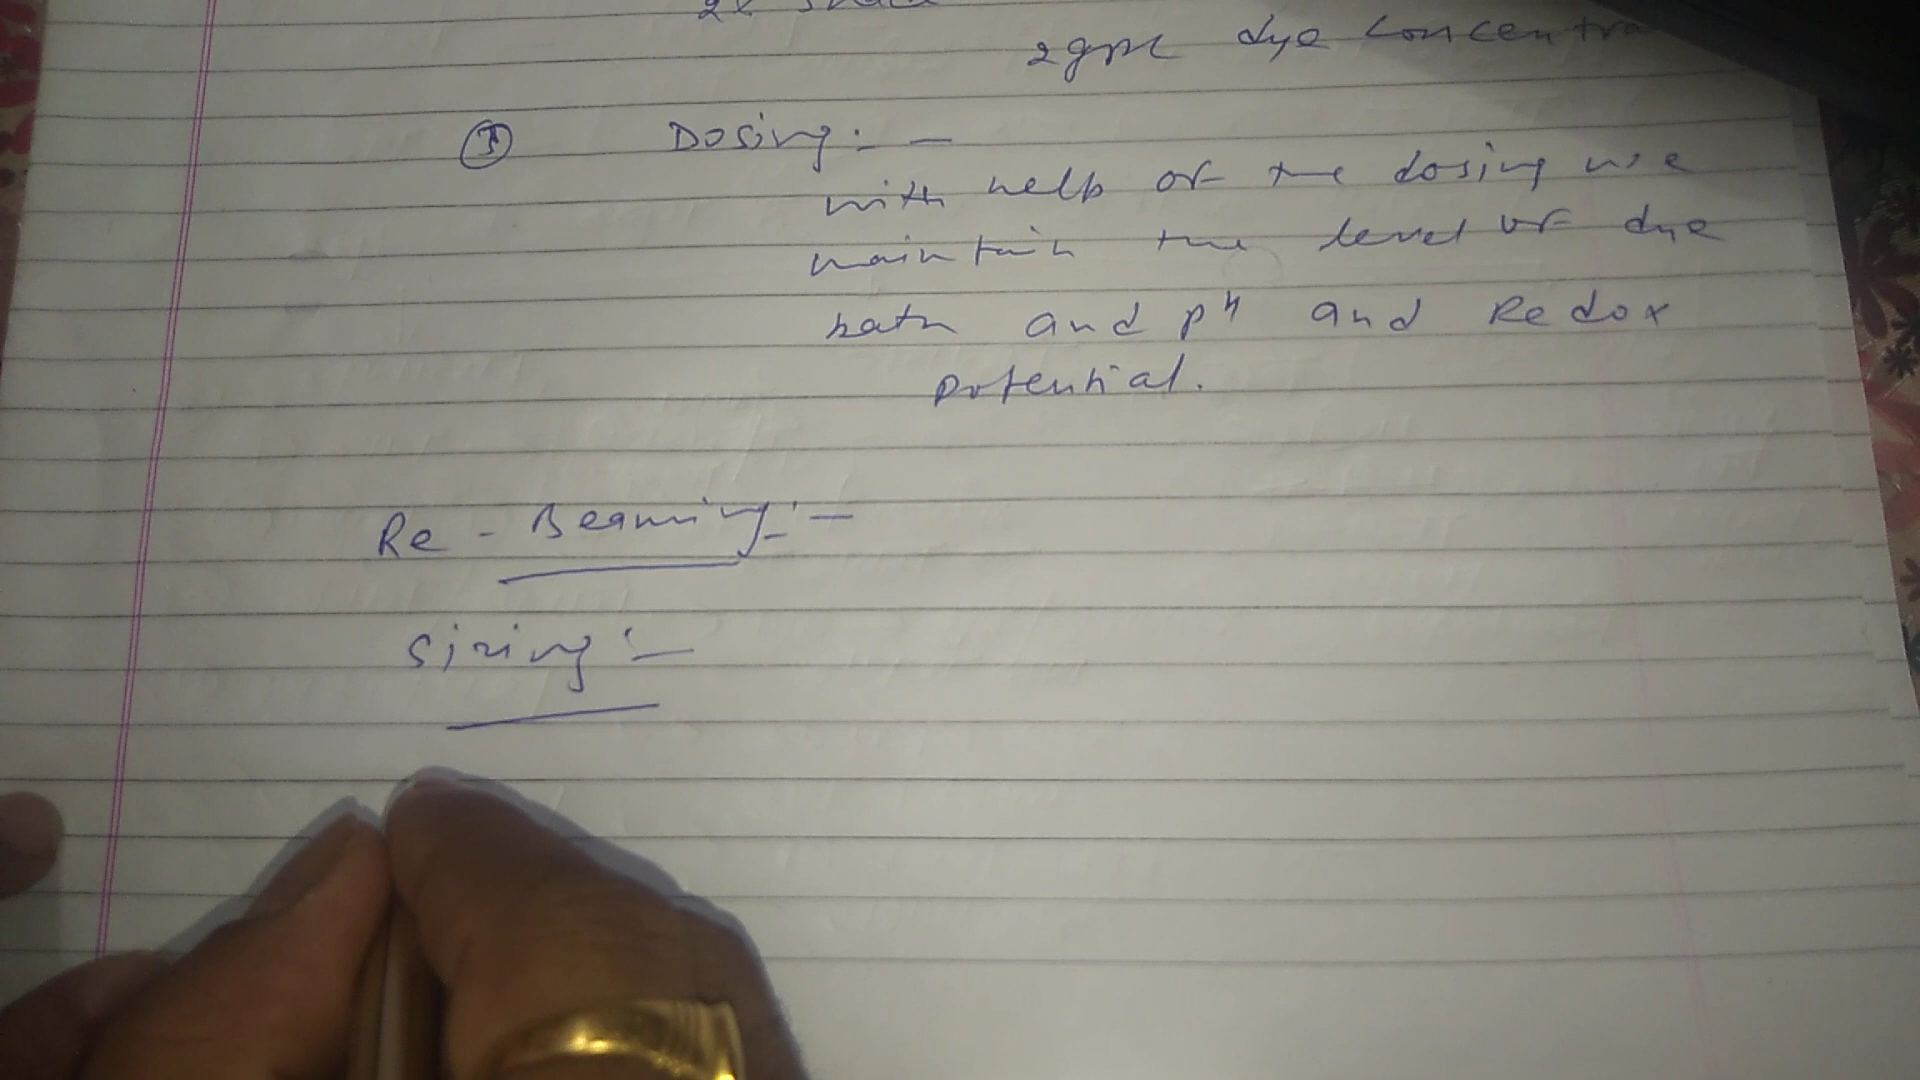 2gpl dye concentra
Dosing:-
with help of the dosing we
maintain the level of dye
bath and pH and Redox
potential.
Re-Beaming:-
Sizing:-